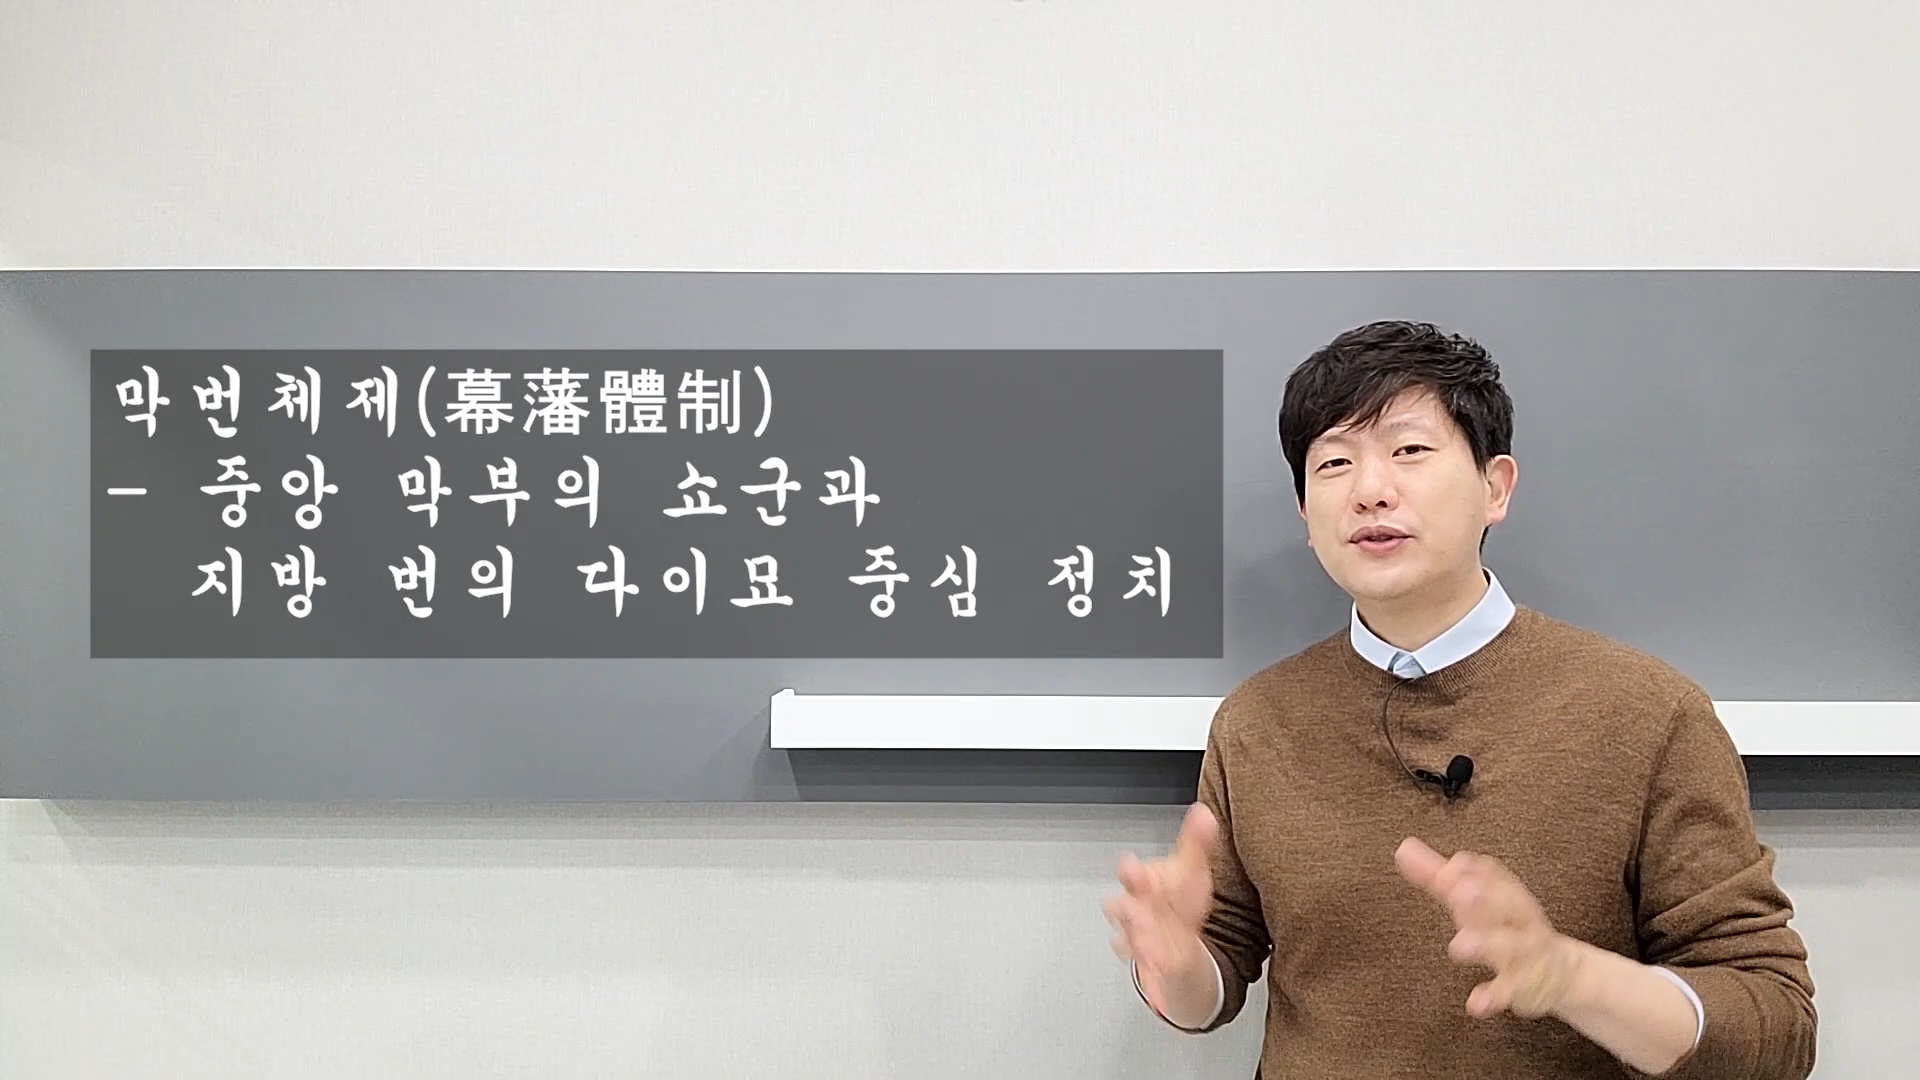 막번체제(幕藩體制)
- 중앙 막부의 쇼군과
지방 번의 다이묘 중심 정치